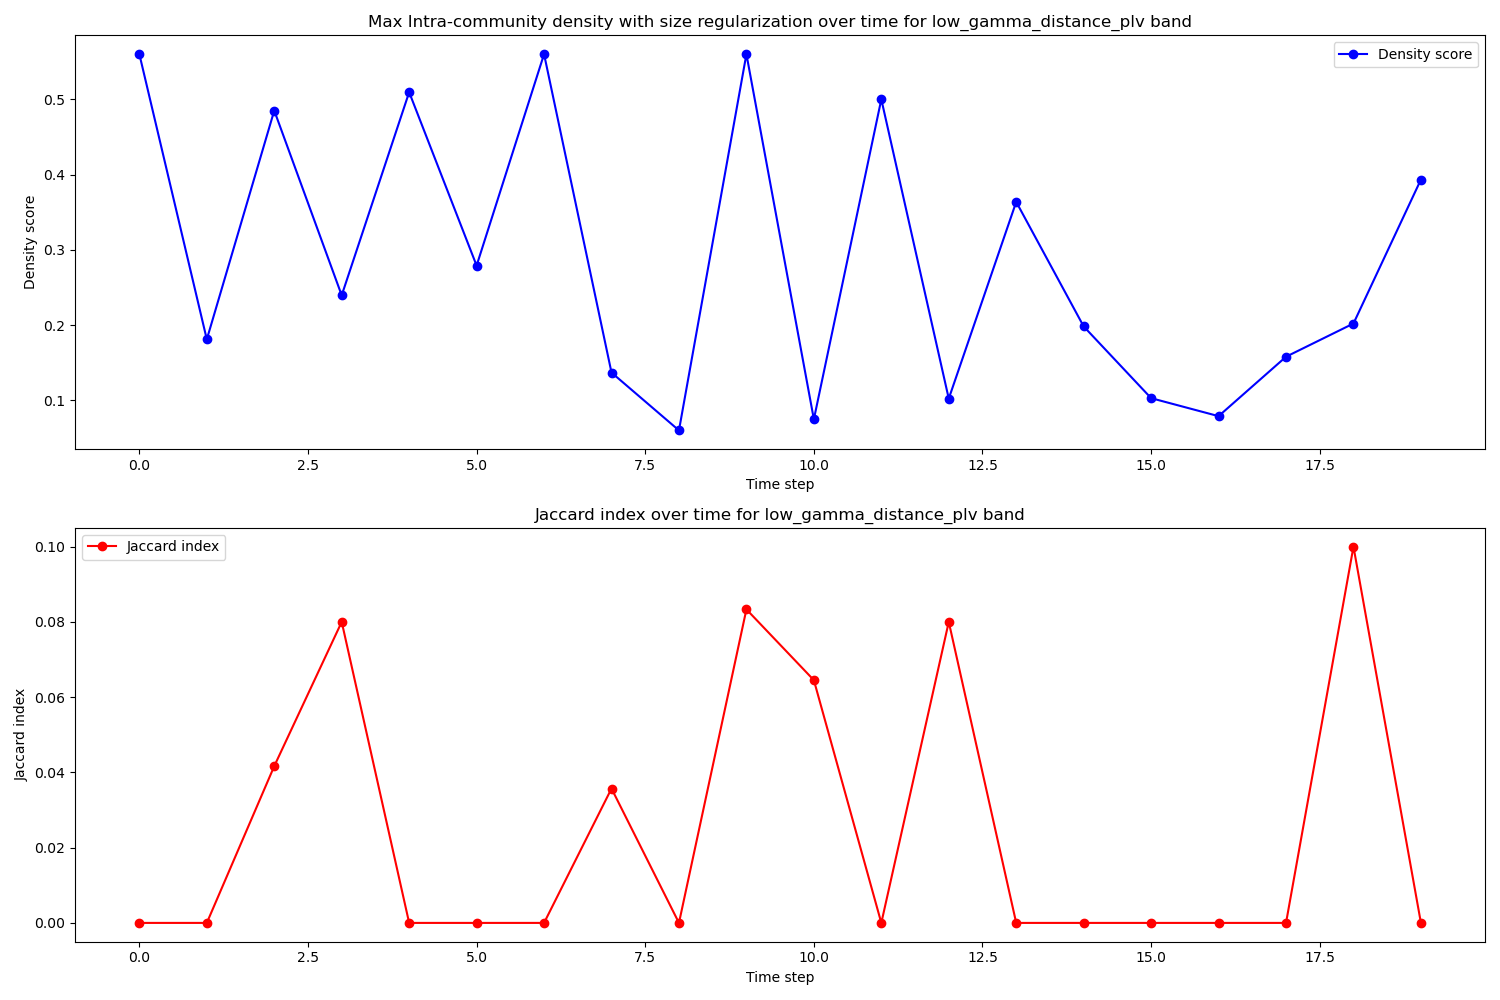 Max Intra-community density with size regularization over time for low_gamma_distance_plv band
Density score
Density score
0.5
0.4
0.3
0.2
0.1
0.0 2.5 5.0 7.5 10.0 12.5 15.0 17.5
Time step
Jaccard index over time for low_gamma_distance_plv band
Jaccard index
Jaccard index
0.10
0.08
0.06
0.04
0.02
0.00
0.0 2.5 5.0 7.5 10.0 12.5 15.0 17.5
Time step